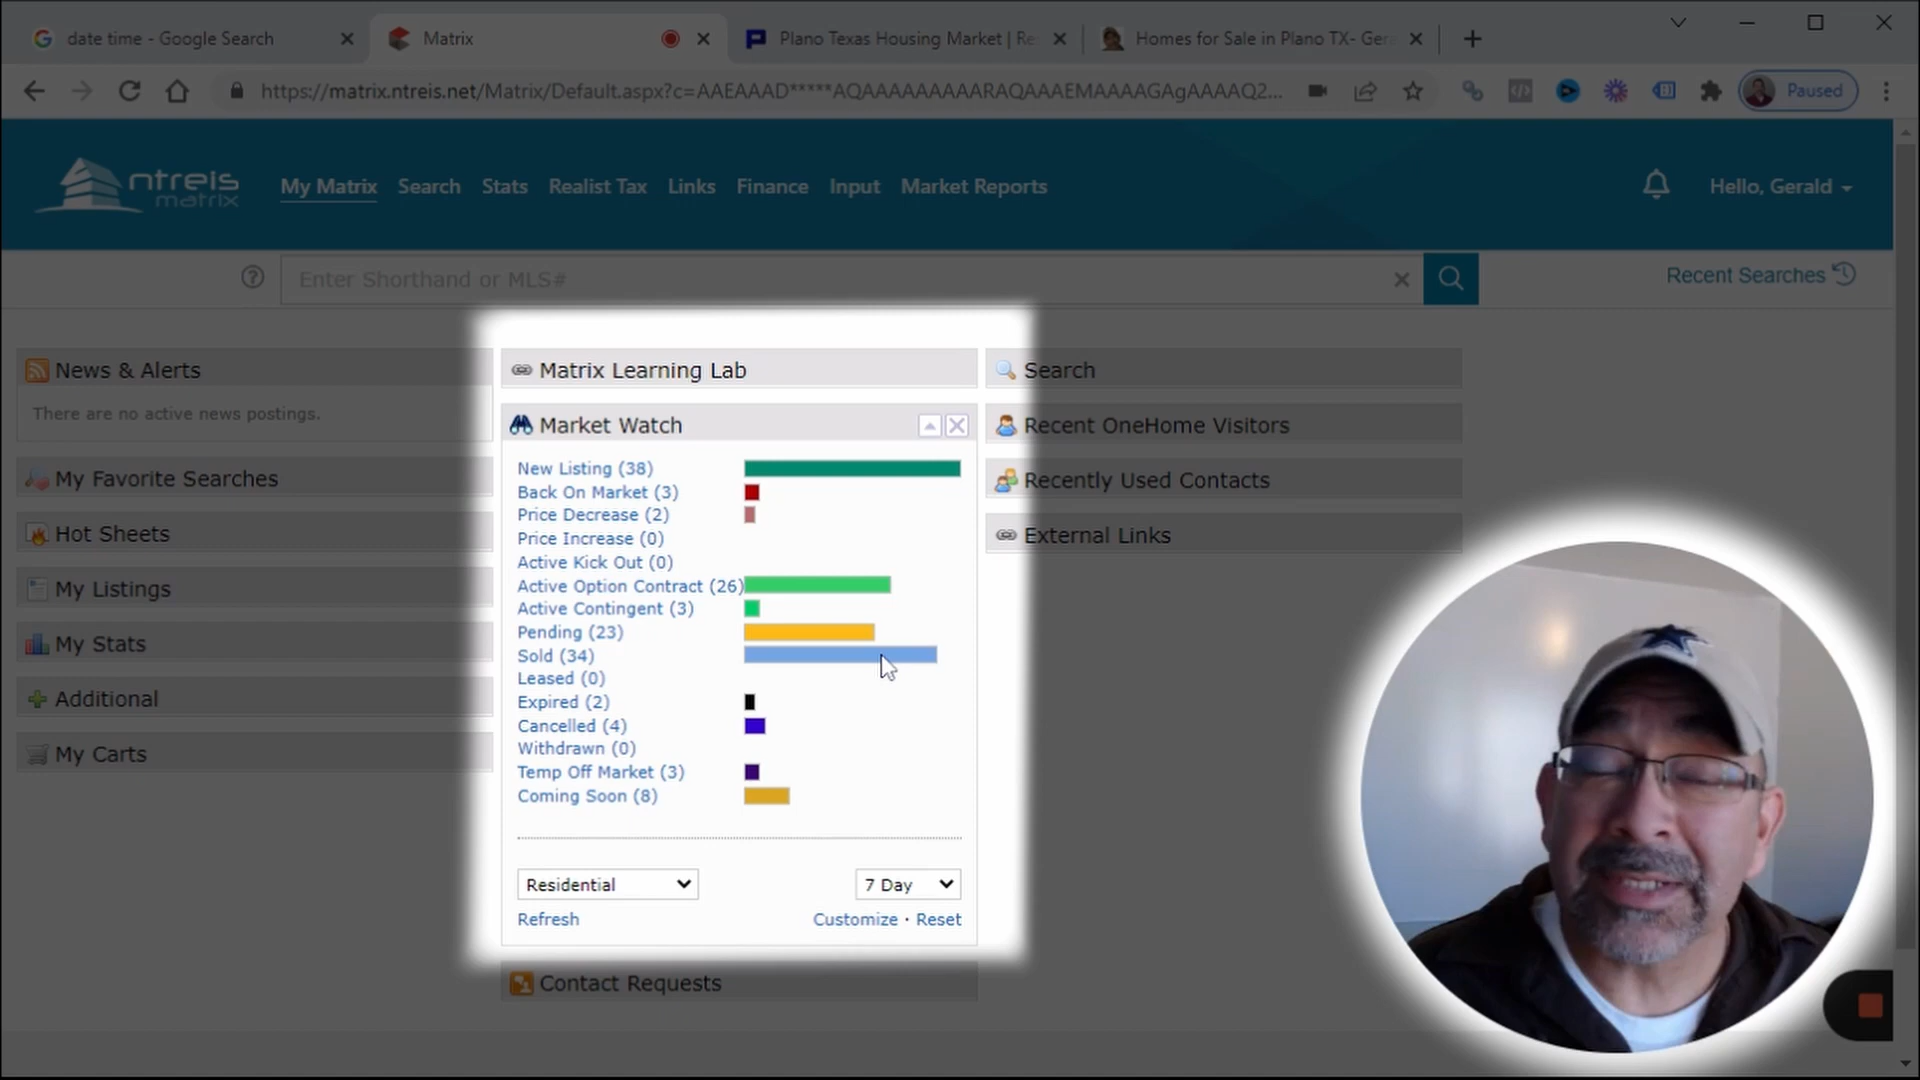 date time - Google Search
Matrix
Plano Texas Housing Market | Re
Homes for Sale in Plano TX- Ger
https://matrix.ntreis.net/Matrix/Default.aspx?c=AAEAAAD*****AQAAAAAAAAARAQAAAEMAAAAGAgAAAAQ2...
Paused
ntreis
matrix
My Matrix
Search
Stats
Realist Tax
Links
Finance
Input
Market Reports
Hello, Gerald
Enter Shorthand or MLS#
Recent Searches
News & Alerts
There are no active news postings.
My Favorite Searches
Hot Sheets
My Listings
My Stats
Additional
My Carts
Matrix Learning Lab
Market Watch
New Listing (38)
Back On Market (3)
Price Decrease (2)
Price Increase (0)
Active Kick Out (0)
Active Option Contract (26)
Active Contingent (3)
Pending (23)
Sold (34)
Leased (0)
Expired (2)
Cancelled (4)
Withdrawn (0)
Temp Off Market (3)
Coming Soon (8)
Residential
7 Day
Refresh
Customize · Reset
Contact Requests
Search
Recent OneHome Visitors
Recently Used Contacts
External Links